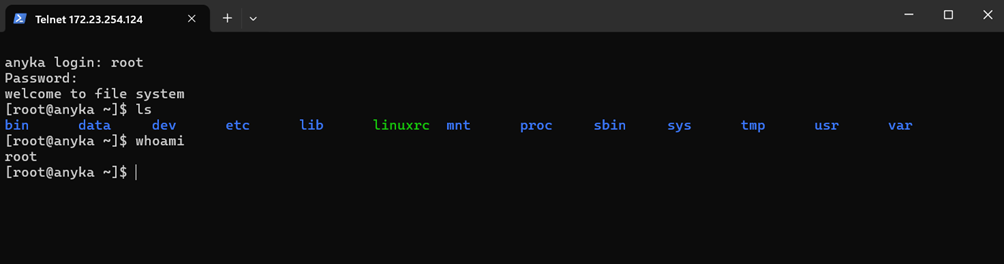 Telnet 172.23.254.124
anyka login: root
Password:
welcome to file system
[root@anyka ~]$ ls
bin data dev etc lib linuxrc mnt proc sbin sys tmp usr var
[root@anyka ~]$ whoami
root
[root@anyka ~]$